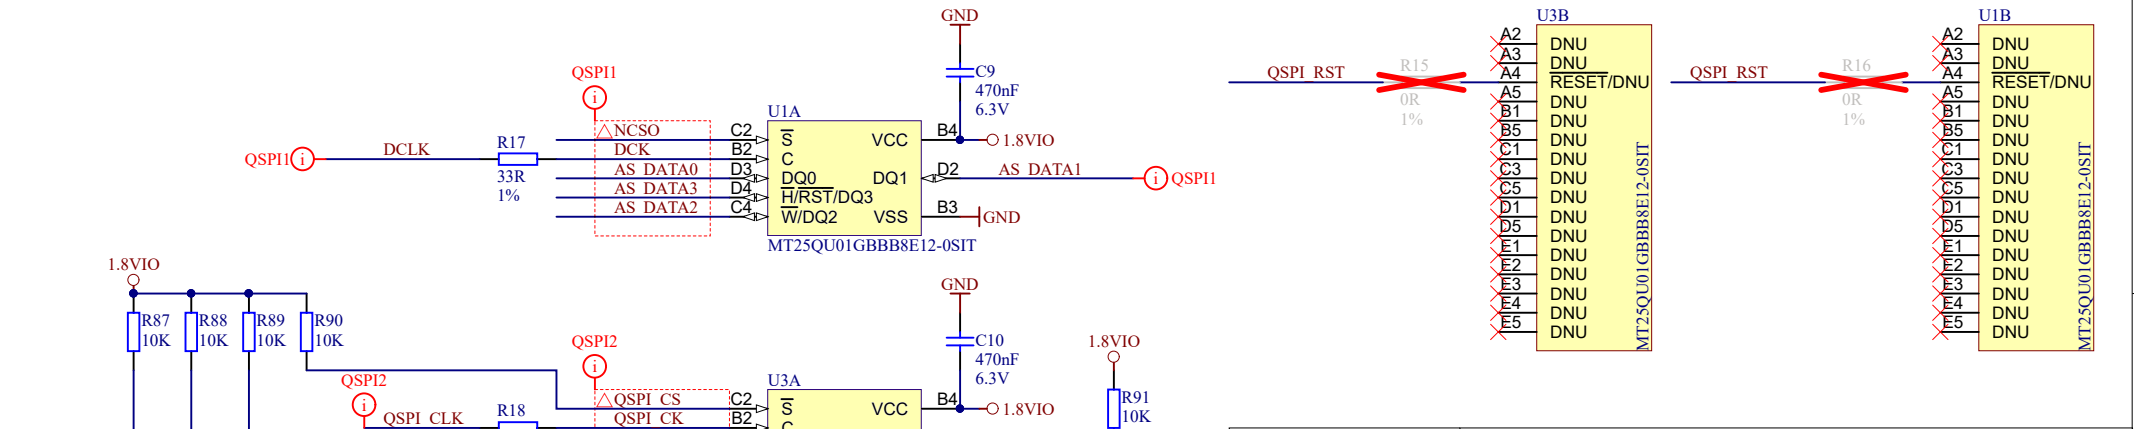 GND
C9
470nF
6.3V
QSPI1
U1A
NCSO
C2
S
VCC
B4
1.8VIO
QSPI1
DCLK
R17
33R
1%
DCK
B2
C
AS_DATA0
D3
DQ0
DQ1
D2
AS_DATA1
QSPI1
AS_DATA3
D4
H/RST/DQ3
AS_DATA2
C4
W/DQ2
VSS
B3
GND
MT25QU01GBBB8E12-0SIT
1.8VIO
R87
10K
R88
10K
R89
10K
R90
10K
GND
C10
470nF
6.3V
QSPI2
U3A
QSPI2
QSPI_CS
C2
S
VCC
B4
1.8VIO
QSPI_CLK
R18
QSPI_CK
B2
C
1.8VIO
R91
10K
U3B
A2 DNU
A3 DNU
QSPI_RST
R15
0R
1%
A4 RESET/DNU
A5 DNU
B1 DNU
B5 DNU
C1 DNU
C3 DNU
C5 DNU
D1 DNU
D5 DNU
E1 DNU
E2 DNU
E3 DNU
E4 DNU
E5 DNU
MT25QU01GBBB8E12-0SIT
U1B
A2 DNU
A3 DNU
QSPI_RST
R16
0R
1%
A4 RESET/DNU
A5 DNU
B1 DNU
B5 DNU
C1 DNU
C3 DNU
C5 DNU
D1 DNU
D5 DNU
E1 DNU
E2 DNU
E3 DNU
E4 DNU
E5 DNU
MT25QU01GBBB8E12-0SIT